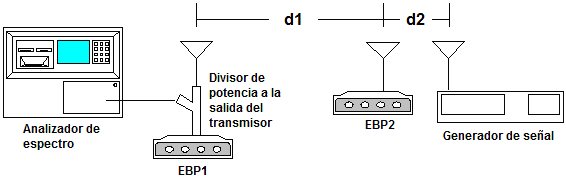 d1
d2
Divisor de
potencia a la
salida del
transmisor
Analizador de
espectro
EBP1
EBP2
Generador de señal